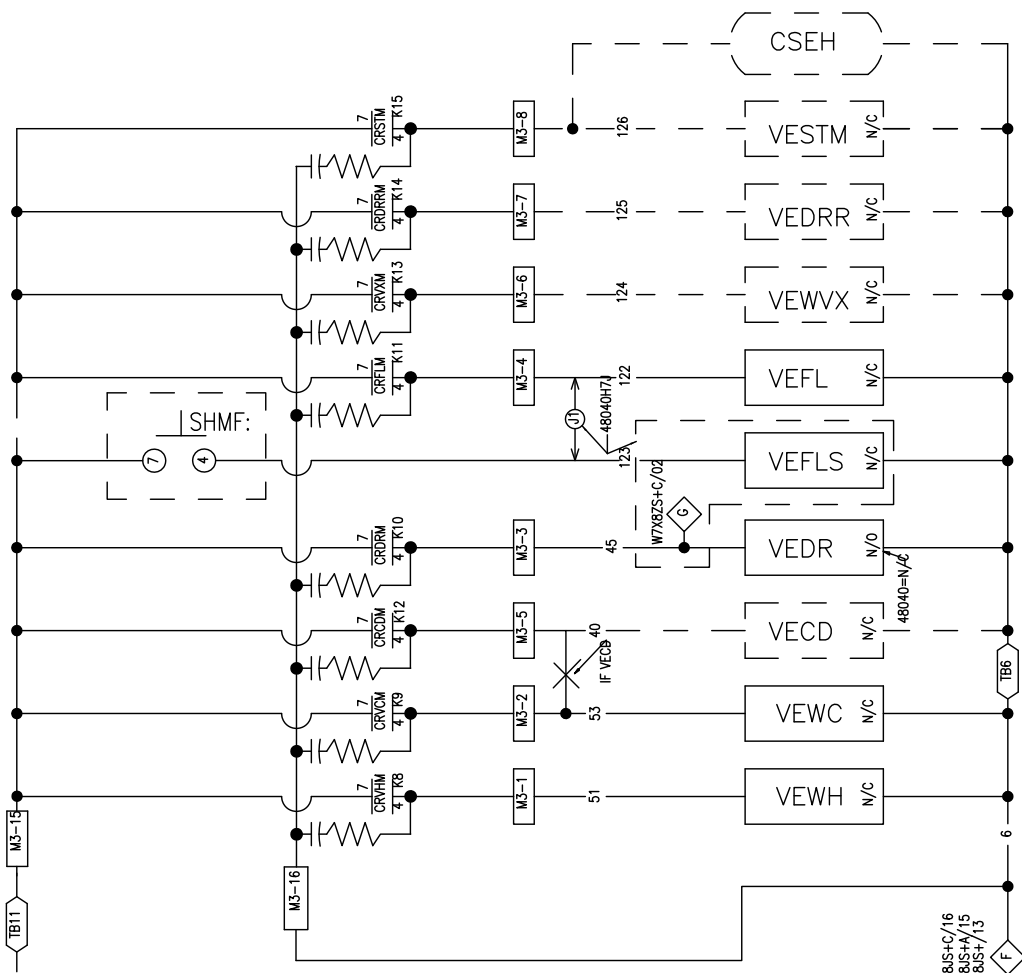 CSEH
7
CRSTM
4
K15
M3-8
126
VESTM
N/C
7
CRDRRM
4
K14
M3-7
125
VEDRR
N/C
7
CRVXM
4
K13
M3-6
124
VEWVX
N/C
7
CRFLM
4
K11
M3-4
122
VEFL
N/C
J1
48040H7J
SHMF:
7
4
123
VEFLS
N/C
W7X8ZS+C/02
G
7
CRDRM
4
K10
M3-3
45
VEDR
N/O
48040=N/C
7
CRCDM
4
K12
M3-5
40
VECD
N/C
IF VECD
TB6
7
CRVCM
4
K9
M3-2
53
VEWC
N/C
7
CRVHM
4
K8
M3-1
51
VEWH
N/C
M3-15
6
M3-16
TB11
8JS+C/16
8JS+A/15
8JS+/13
F